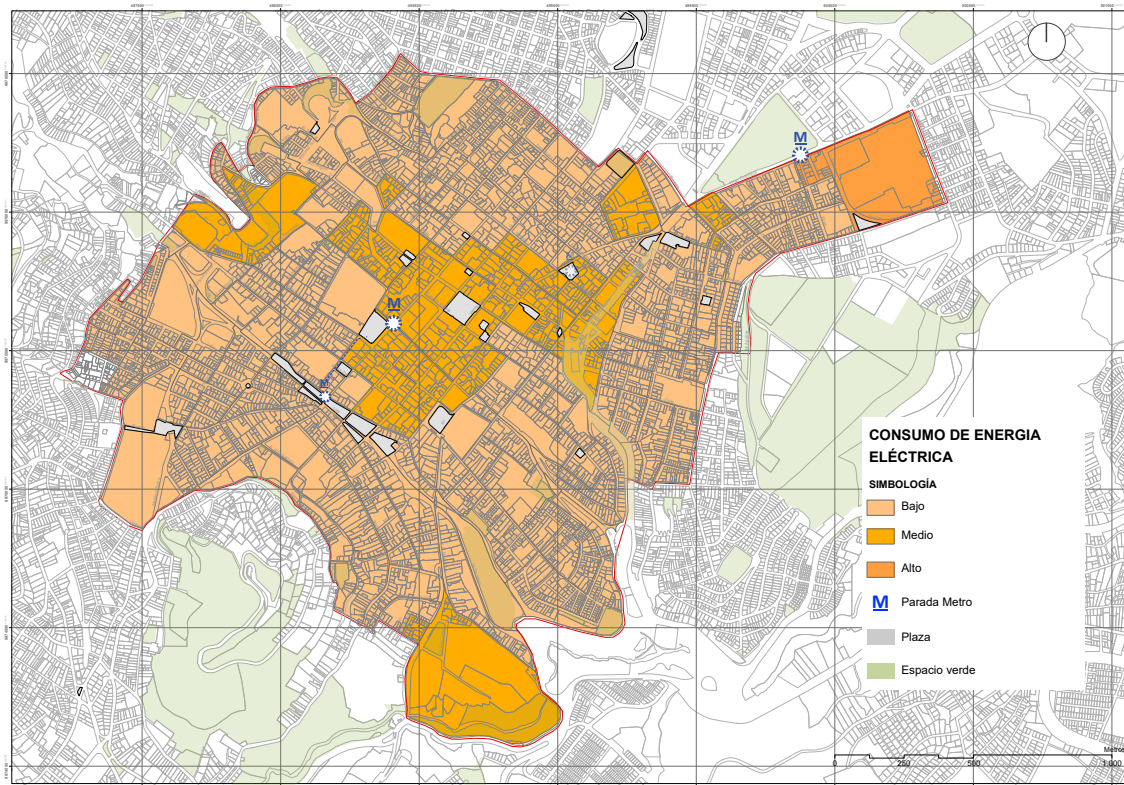 M
M
M
CONSUMO DE ENERGIA
ELÉCTRICA
SIMBOLOGÍA
Bajo
Medio
Alto
M Parada Metro
Plaza
Espacio verde
Metros
0 250 500 1.000